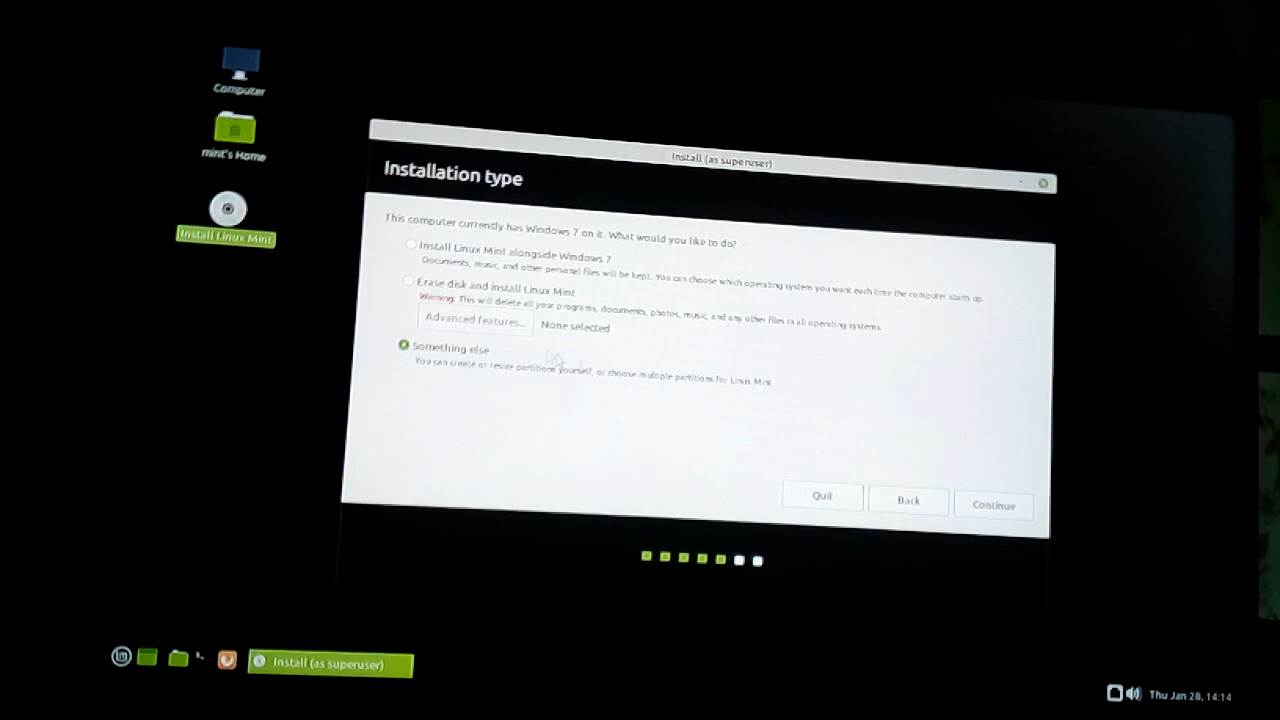 Computer
mint's Home
Install Linux Mint
Install (as superuser)
Installation type
This computer currently has Windows 7 on it. What would you like to do?
Install Linux Mint alongside Windows 7
Documents, music, and other personal files will be kept. You can choose which operating system you want each time the computer starts up.
Erase disk and install Linux Mint
Warning: This will delete all your programs, documents, photos, music, and any other files in all operating systems.
Advanced features... None selected
Something else
You can create or resize partitions yourself, or choose multiple partitions for Linux Mint.
Quit Back Continue
Install (as superuser)
Thu Jan 28, 14:14